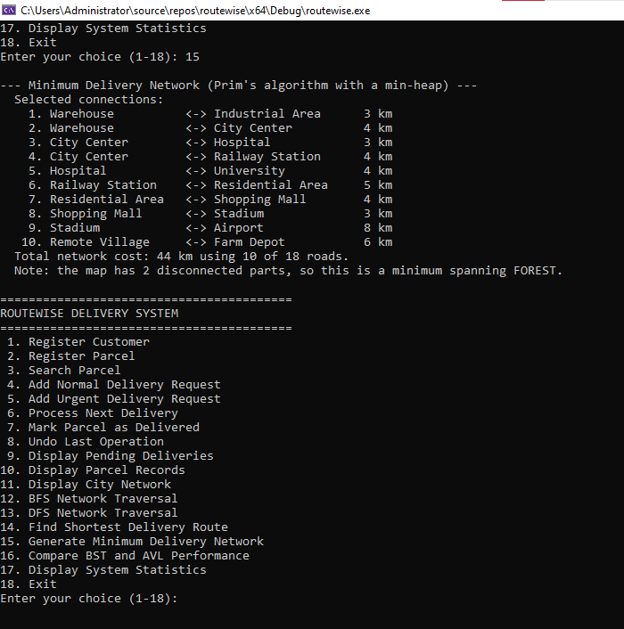 C:\Users\Administrator\source\repos\routewise\x64\Debug\routewise.exe
17. Display System Statistics
18. Exit
Enter your choice (1-18): 15

--- Minimum Delivery Network (Prim's algorithm with a min-heap) ---
  Selected connections:
    1. Warehouse          <-> Industrial Area      3 km
    2. Warehouse          <-> City Center          4 km
    3. City Center        <-> Hospital             3 km
    4. City Center        <-> Railway Station      4 km
    5. Hospital           <-> University           4 km
    6. Railway Station    <-> Residential Area     5 km
    7. Residential Area   <-> Shopping Mall        4 km
    8. Shopping Mall      <-> Stadium              3 km
    9. Stadium            <-> Airport              8 km
   10. Remote Village     <-> Farm Depot           6 km
  Total network cost: 44 km using 10 of 18 roads.
  Note: the map has 2 disconnected parts, so this is a minimum spanning FOREST.

=========================================
ROUTEWISE DELIVERY SYSTEM
=========================================
 1. Register Customer
 2. Register Parcel
 3. Search Parcel
 4. Add Normal Delivery Request
 5. Add Urgent Delivery Request
 6. Process Next Delivery
 7. Mark Parcel as Delivered
 8. Undo Last Operation
 9. Display Pending Deliveries
10. Display Parcel Records
11. Display City Network
12. BFS Network Traversal
13. DFS Network Traversal
14. Find Shortest Delivery Route
15. Generate Minimum Delivery Network
16. Compare BST and AVL Performance
17. Display System Statistics
18. Exit
Enter your choice (1-18):